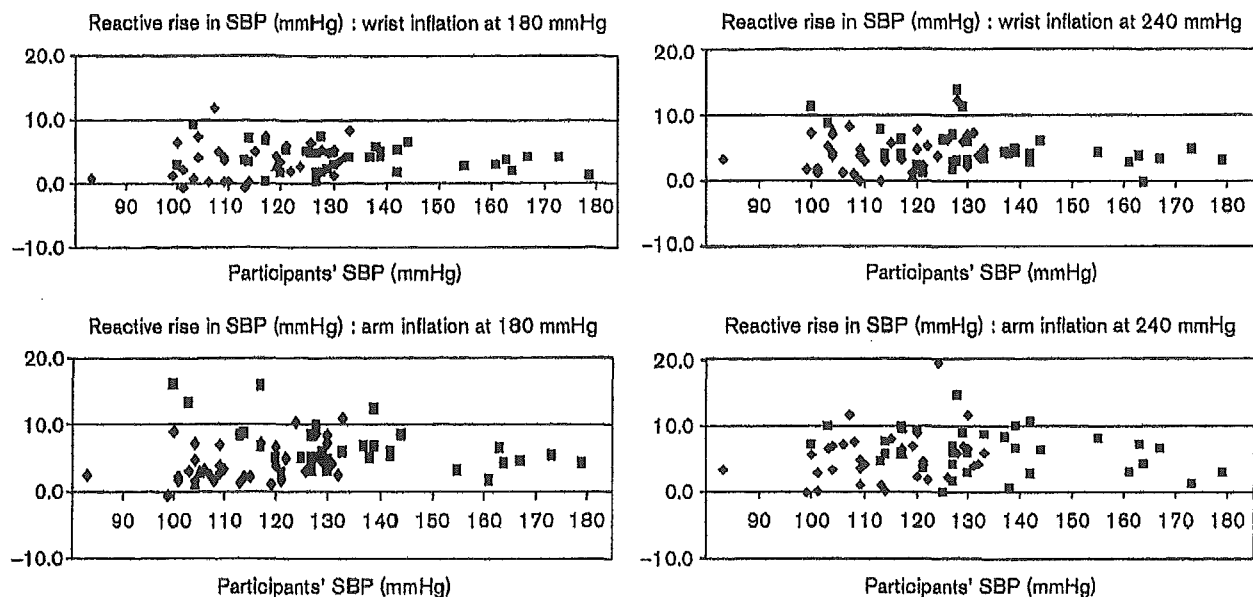 Reactive rise in SBP (mmHg) : wrist inflation at 180 mmHg
20.0
10.0
0.0
90 100 110 120 130 140 150 160 170 180
−10.0
Participants' SBP (mmHg)
Reactive rise in SBP (mmHg) : wrist inflation at 240 mmHg
20.0
10.0
0.0
90 100 110 120 130 140 150 160 170 180
−10.0
Participants' SBP (mmHg)
Reactive rise in SBP (mmHg) : arm inflation at 180 mmHg
20.0
10.0
0.0
90 100 110 120 130 140 150 160 170 180
−10.0
Participants' SBP (mmHg)
Reactive rise in SBP (mmHg) : arm inflation at 240 mmHg
20.0
10.0
0.0
90 100 110 120 130 140 150 160 170 180
−10.0
Participants' SBP (mmHg)